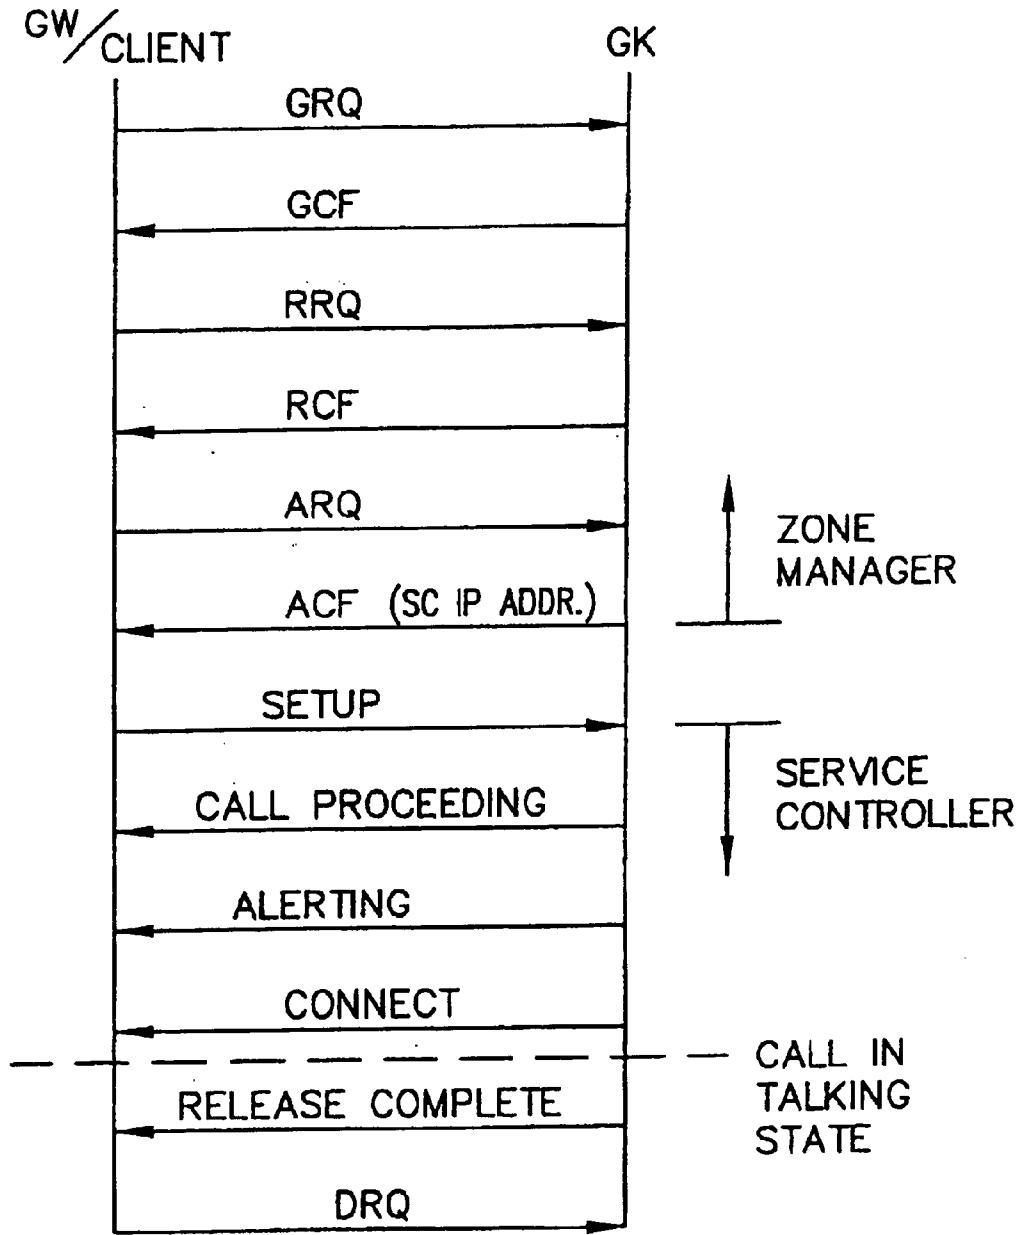 GW/CLIENT
GK
GRQ
GCF
RRQ
RCF
ARQ
ZONE
MANAGER
ACF (SC IP ADDR.)
SETUP
SERVICE
CONTROLLER
CALL PROCEEDING
ALERTING
CONNECT
CALL IN
TALKING
STATE
RELEASE COMPLETE
DRQ